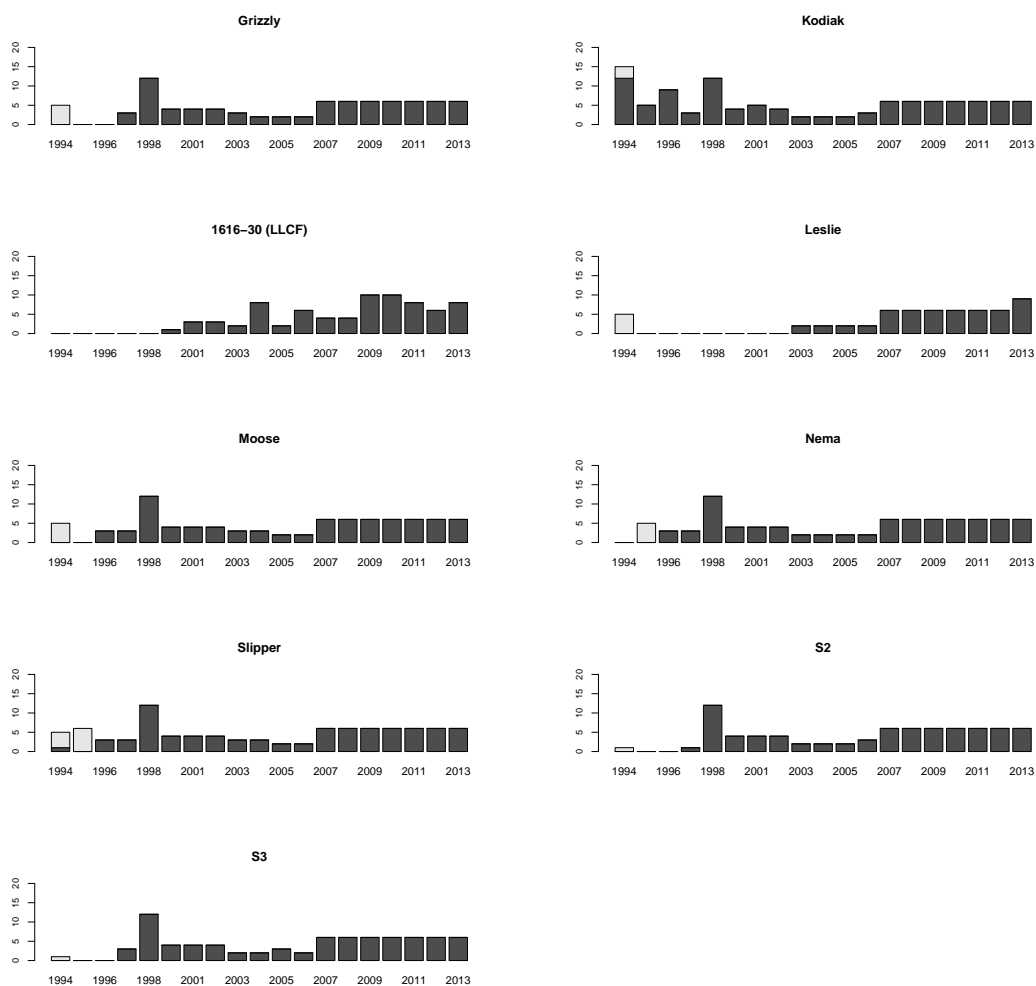 Grizzly
0 5 10 15 20
1994 1996 1998 2001 2003 2005 2007 2009 2011 2013
Kodiak
0 5 10 15 20
1994 1996 1998 2001 2003 2005 2007 2009 2011 2013
1616−30 (LLCF)
0 5 10 15 20
1994 1996 1998 2001 2003 2005 2007 2009 2011 2013
Leslie
0 5 10 15 20
1994 1996 1998 2001 2003 2005 2007 2009 2011 2013
Moose
0 5 10 15 20
1994 1996 1998 2001 2003 2005 2007 2009 2011 2013
Nema
0 5 10 15 20
1994 1996 1998 2001 2003 2005 2007 2009 2011 2013
Slipper
0 5 10 15 20
1994 1996 1998 2001 2003 2005 2007 2009 2011 2013
S2
0 5 10 15 20
1994 1996 1998 2001 2003 2005 2007 2009 2011 2013
S3
0 5 10 15 20
1994 1996 1998 2001 2003 2005 2007 2009 2011 2013